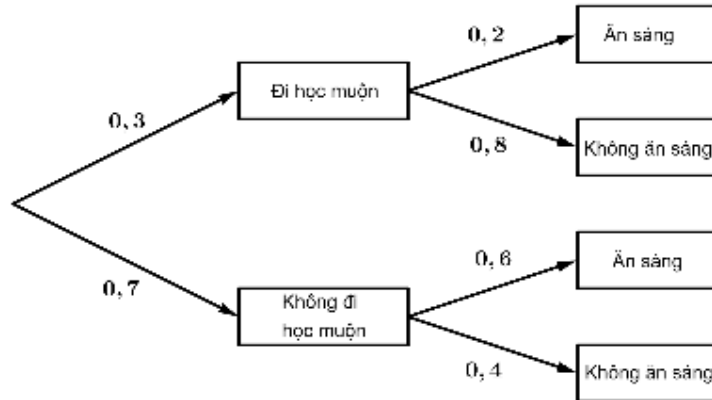 0, 2
Ăn sáng
Đi học muộn
0, 3
0, 8
Không ăn sáng
0, 6
Ăn sáng
0, 7
Không đi
học muộn
0, 4
Không ăn sáng